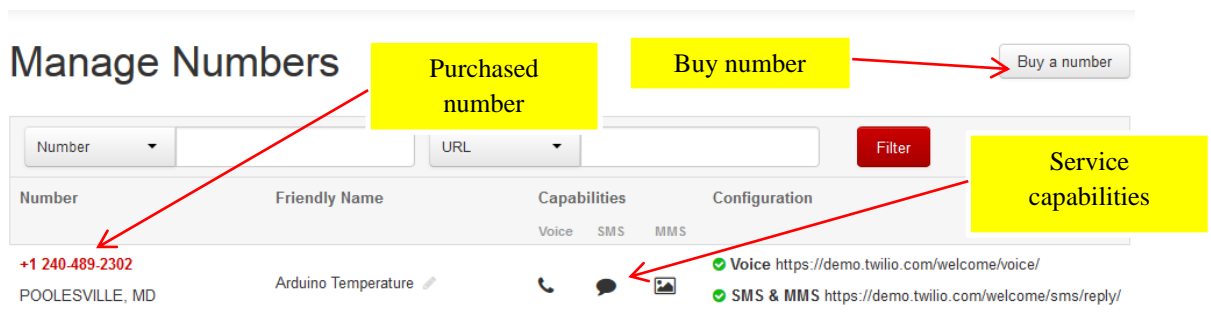 Manage Numbers
Purchased
number
Buy number
Buy a number
Number
URL
Filter
Service
capabilities
Number Friendly Name Capabilities Configuration
Voice SMS MMS
+1 240-489-2302
POOLESVILLE, MD
Arduino Temperature
Voice https://demo.twilio.com/welcome/voice/
SMS & MMS https://demo.twilio.com/welcome/sms/reply/